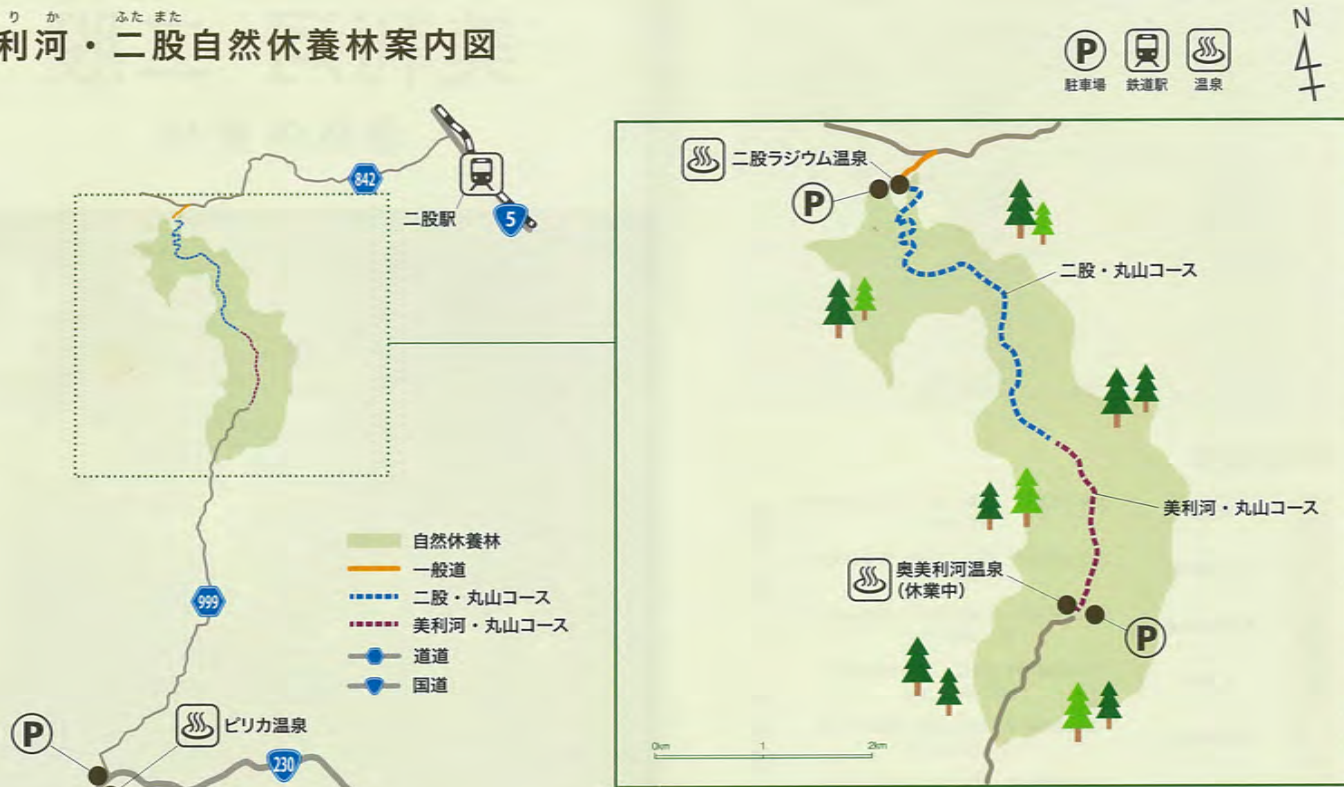 りか ふたまた
利河・二股自然休養林案内図
N
P
駐車場
鉄道駅
温泉
842
二股駅
5
999
自然休養林
一般道
二股・丸山コース
美利河・丸山コース
道道
国道
P
ピリカ温泉
230
二股ラジウム温泉
P
二股・丸山コース
美利河・丸山コース
奥美利河温泉
(休業中)
P
0km 1 2km